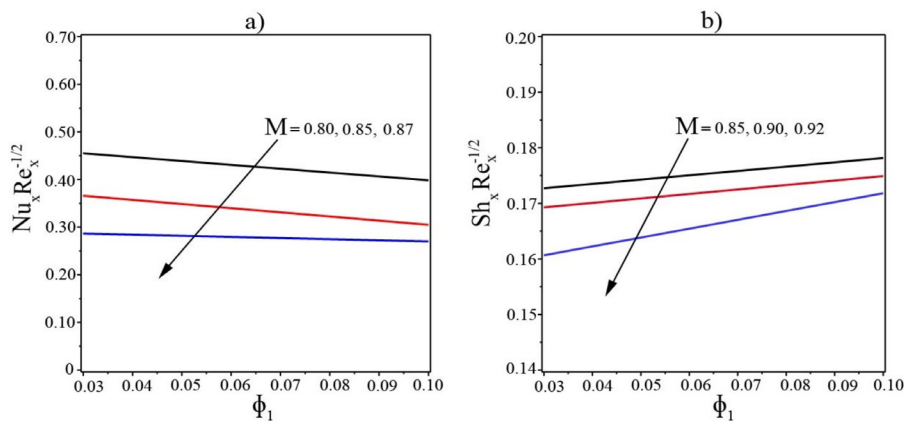 a)
Nu_x Re_x^{-1/2}
0.70
0.60
0.50
0.40
0.30
0.20
0.10
0
M = 0.80, 0.85, 0.87
0.03 0.04 0.05 0.06 0.07 0.08 0.09 0.10
ϕ_1
b)
Sh_x Re_x^{-1/2}
0.20
0.19
0.18
0.17
0.16
0.15
0.14
M = 0.85, 0.90, 0.92
0.03 0.04 0.05 0.06 0.07 0.08 0.09 0.10
ϕ_1